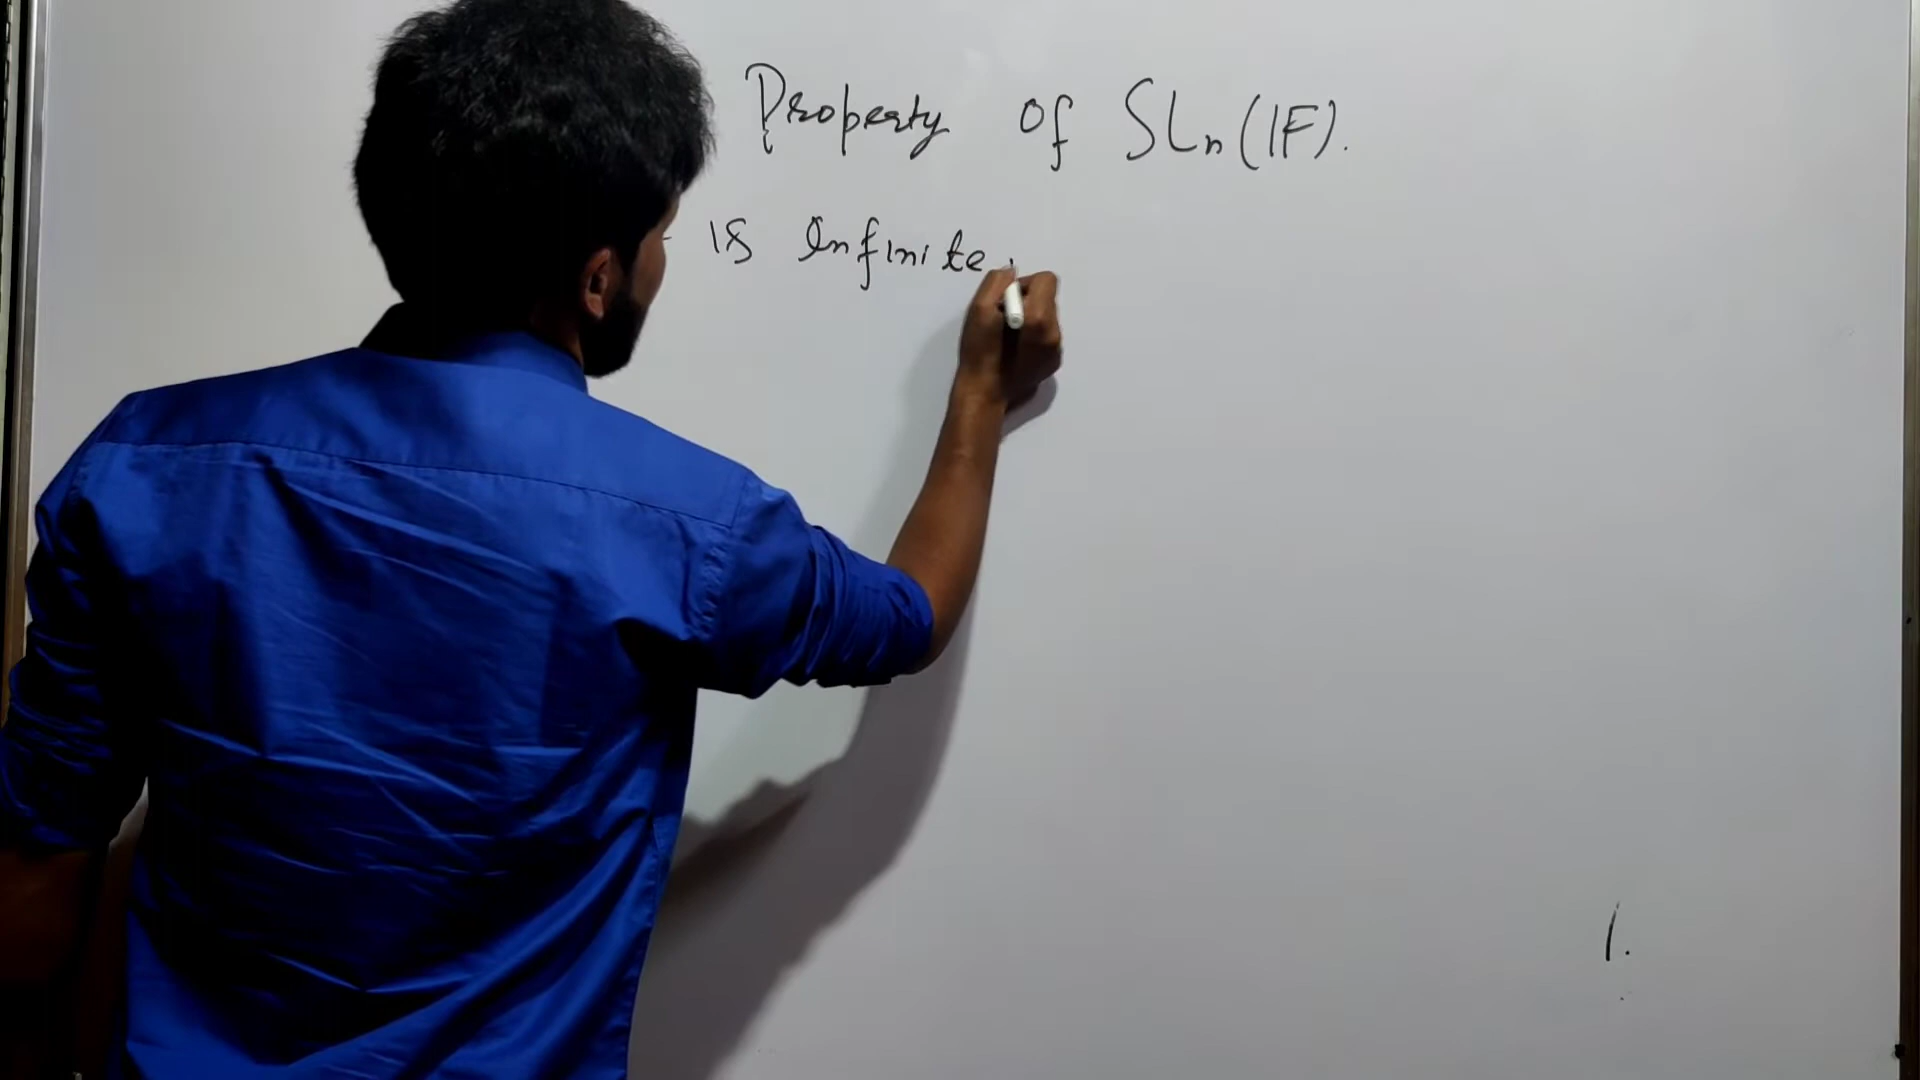 Property of SLn(IF).
is Infinite.
1.